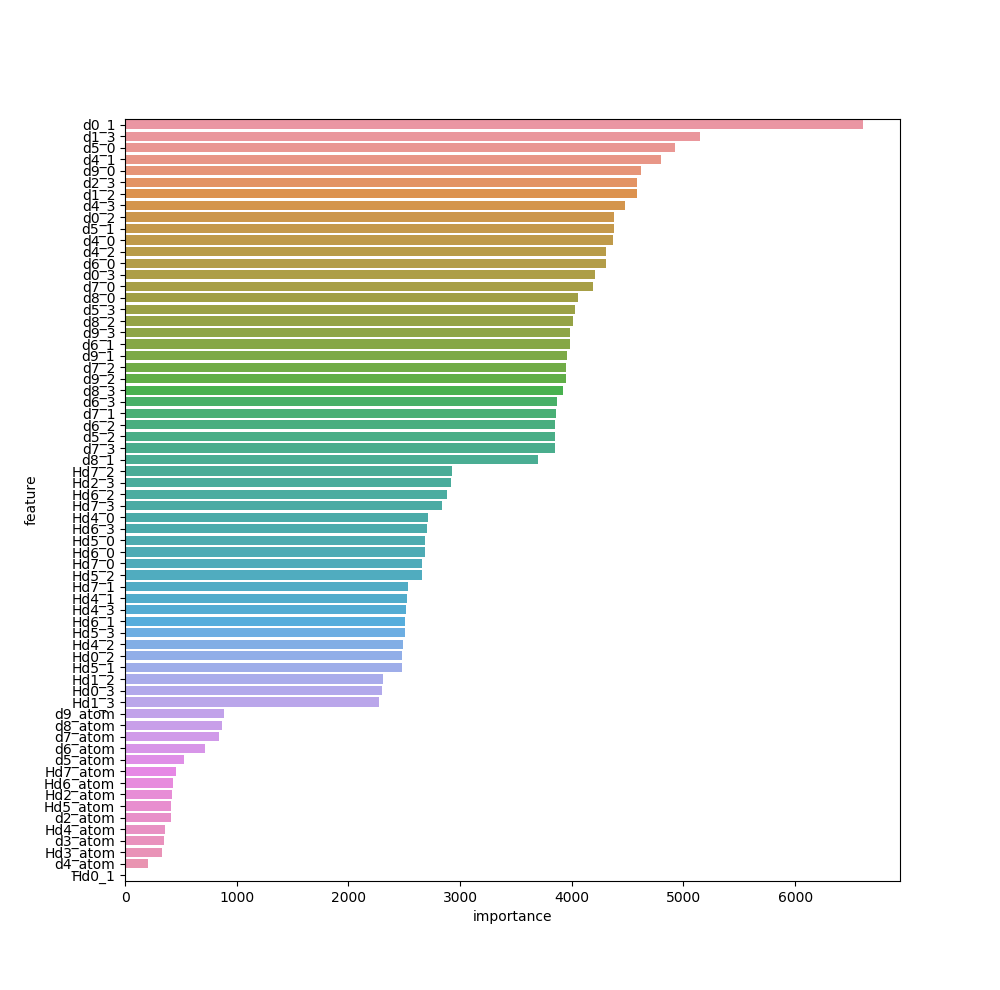 d0_1
d1_3
d5_0
d4_1
d9_0
d2_3
d1_2
d4_3
d0_2
d5_1
d4_0
d4_2
d6_0
d0_3
d7_0
d8_0
d5_3
d8_2
d9_3
d6_1
d9_1
d7_2
d9_2
d8_3
d6_3
d7_1
d6_2
d5_2
d7_3
d8_1
Hd7_2
Hd2_3
Hd6_2
Hd7_3
Hd4_0
Hd6_3
Hd5_0
Hd6_0
Hd7_0
Hd5_2
Hd7_1
Hd4_1
Hd4_3
Hd6_1
Hd5_3
Hd4_2
Hd0_2
Hd5_1
Hd1_2
Hd0_3
Hd1_3
d9_atom
d8_atom
d7_atom
d6_atom
d5_atom
Hd7_atom
Hd6_atom
Hd2_atom
Hd5_atom
d2_atom
Hd4_atom
d3_atom
Hd3_atom
d4_atom
Hd0_1
feature
0 1000 2000 3000 4000 5000 6000
importance